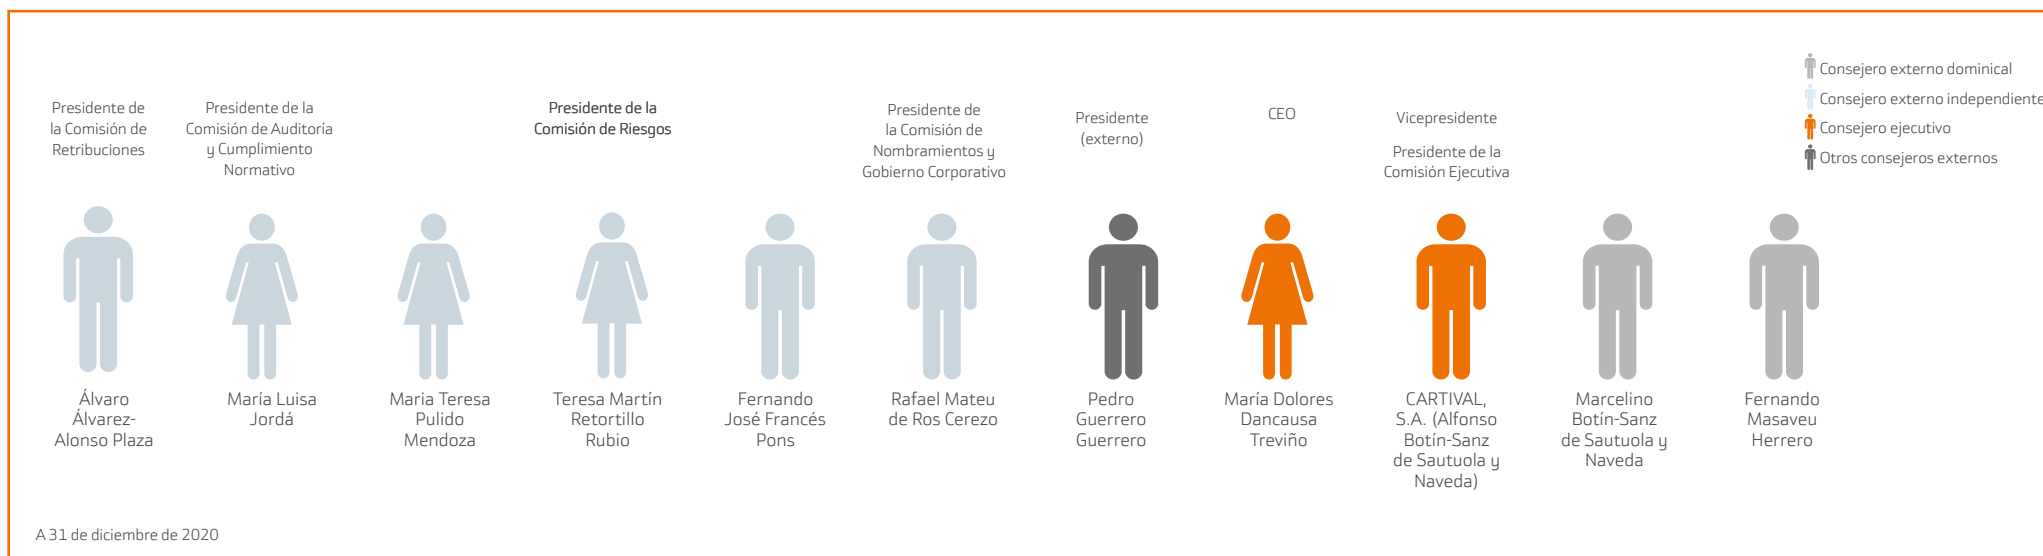 Presidente de
la Comisión de
Retribuciones
Presidente de la
Comisión de Auditoría
y Cumplimiento
Normativo
Presidente de la
Comisión de Riesgos
Presidente de
la Comisión de
Nombramientos y
Gobierno Corporativo
Presidente
(externo)
CEO
Vicepresidente
Presidente de la
Comisión Ejecutiva
Consejero externo dominical
Consejero externo independiente
Consejero ejecutivo
Otros consejeros externos
Álvaro
Álvarez-
Alonso Plaza
María Luisa
Jordá
Maria Teresa
Pulido
Mendoza
Teresa Martín
Retortillo
Rubio
Fernando
José Francés
Pons
Rafael Mateu
de Ros Cerezo
Pedro
Guerrero
Guerrero
María Dolores
Dancausa
Treviño
CARTIVAL,
S.A. (Alfonso
Botín-Sanz
de Sautuola y
Naveda)
Marcelino
Botín-Sanz
de Sautuola y
Naveda
Fernando
Masaveu
Herrero
A 31 de diciembre de 2020